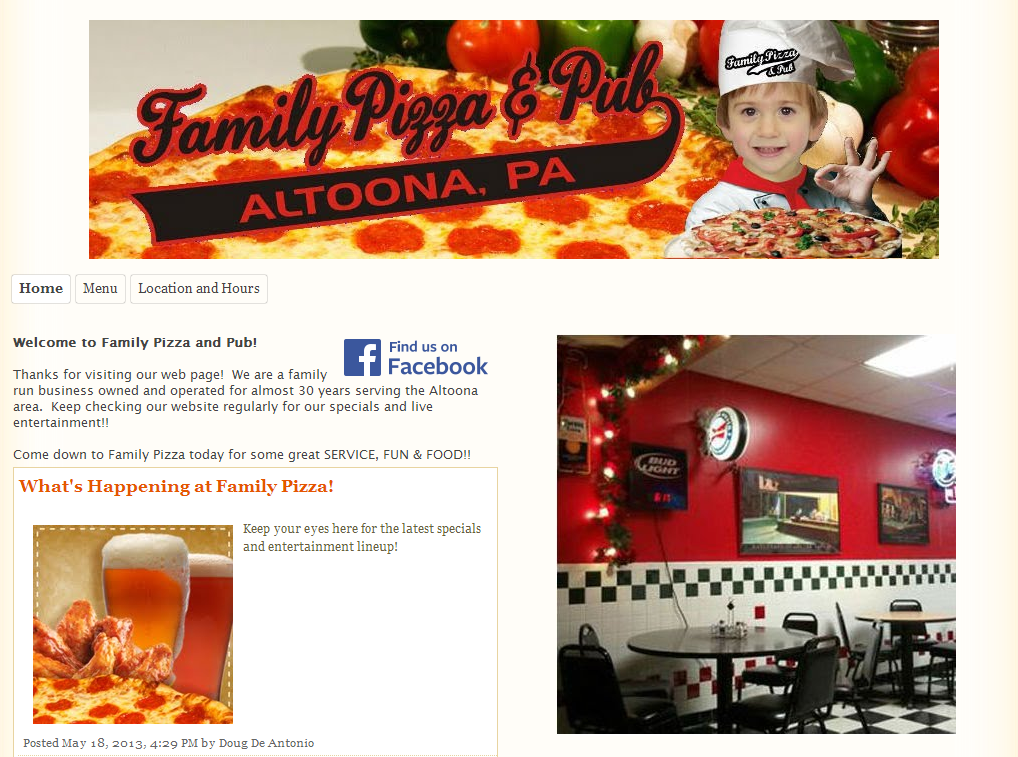 Family Pizza & Pub
ALTOONA, PA
Family Pizza
& Pub
Home
Menu
Location and Hours
Welcome to Family Pizza and Pub!
Find us on
Facebook
Thanks for visiting our web page!  We are a family
run business owned and operated for almost 30 years serving the Altoona
area.  Keep checking our website regularly for our specials and live
entertainment!!
Come down to Family Pizza today for some great SERVICE, FUN & FOOD!!
What's Happening at Family Pizza!
Keep your eyes here for the latest specials
and entertainment lineup!
Posted May 18, 2013, 4:29 PM by Doug De Antonio
BUD
LIGHT